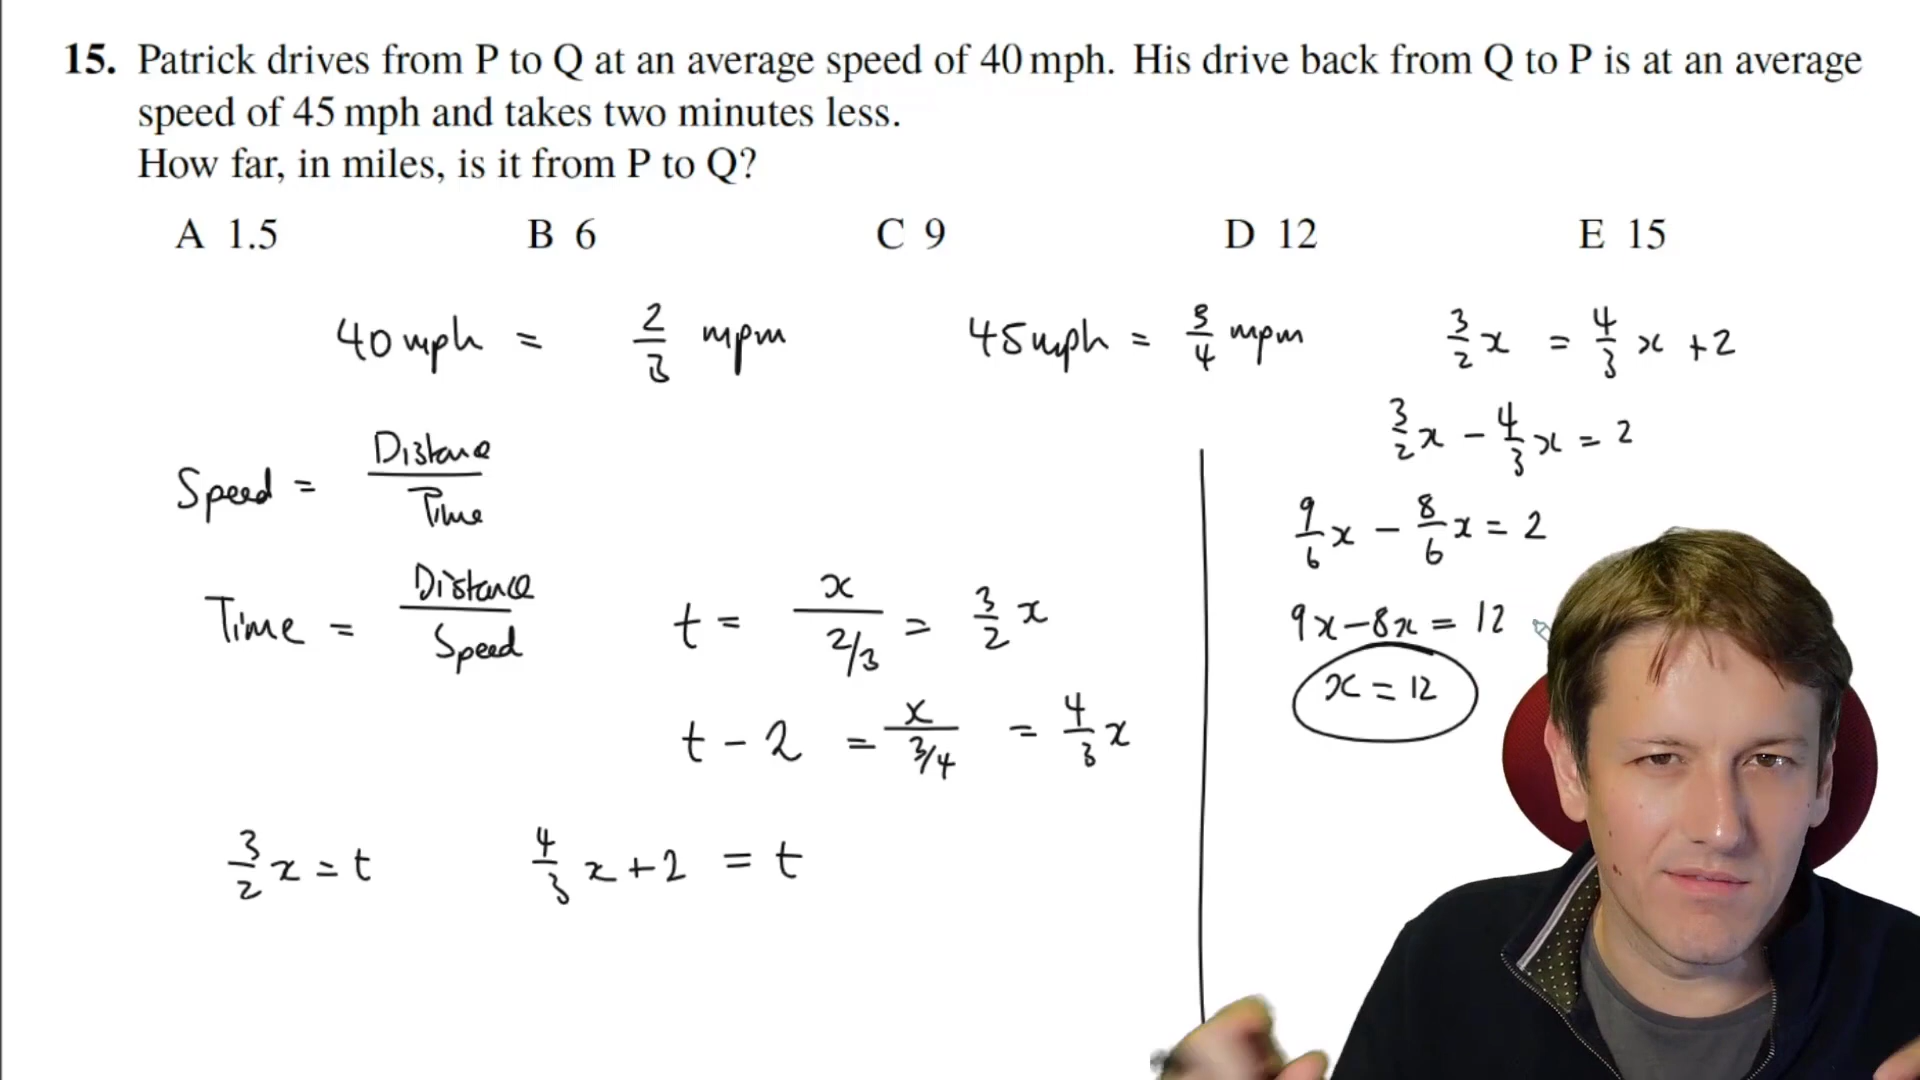 15. Patrick drives from P to Q at an average speed of 40 mph. His drive back from Q to P is at an average
speed of 45 mph and takes two minutes less.
How far, in miles, is it from P to Q?
A 1.5 B 6 C 9 D 12 E 15
40mph = 2/3 mpm 45mph = 3/4 mpm
Speed = Distance/Time
Time = Distance/Speed t = x/(2/3) = 3/2 x
t - 2 = x/(3/4) = 4/3 x
3/2 x = t 4/3 x + 2 = t
3/2 x = 4/3 x + 2
3/2 x - 4/3 x = 2
9/6 x - 8/6 x = 2
9x - 8x = 12
x = 12